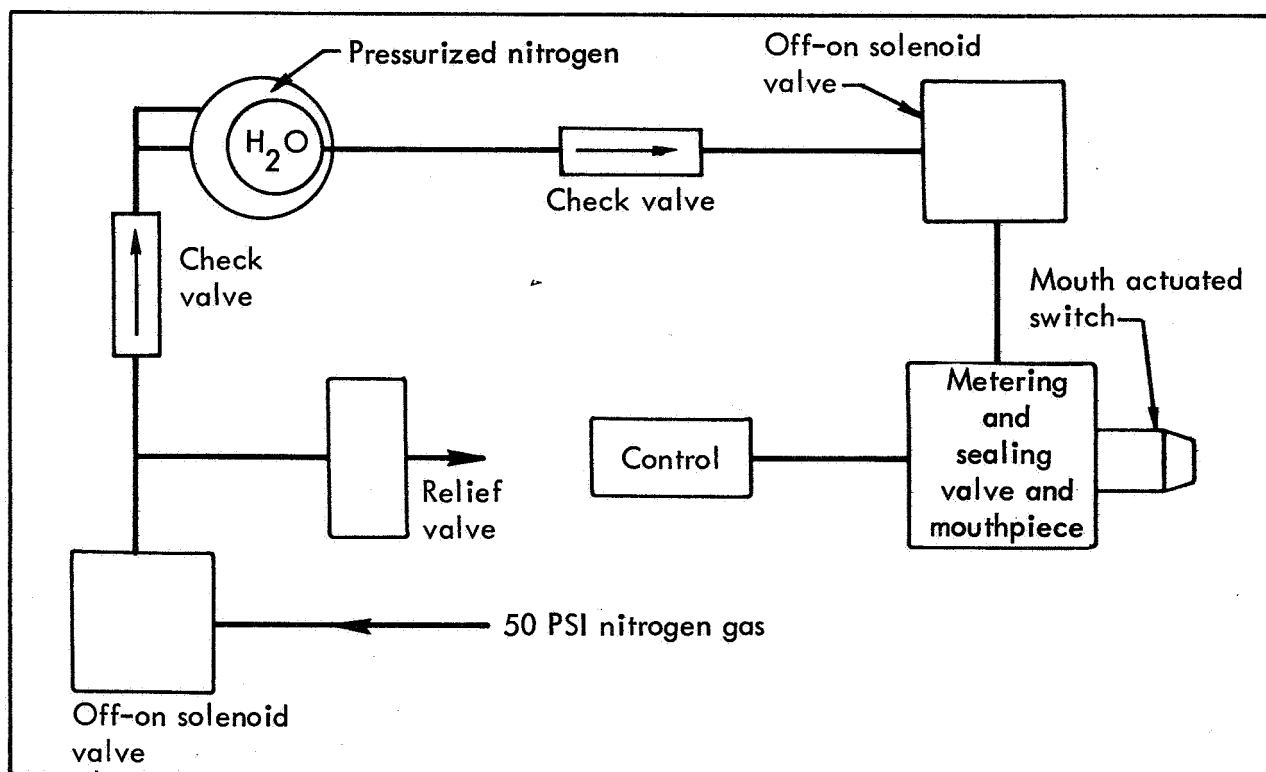 Pressurized nitrogen
H2O
Off-on solenoid
valve
Check valve
Check
valve
Mouth actuated
switch
Metering
and
sealing
valve and
mouthpiece
Control
Relief
valve
50 PSI nitrogen gas
Off-on solenoid
valve